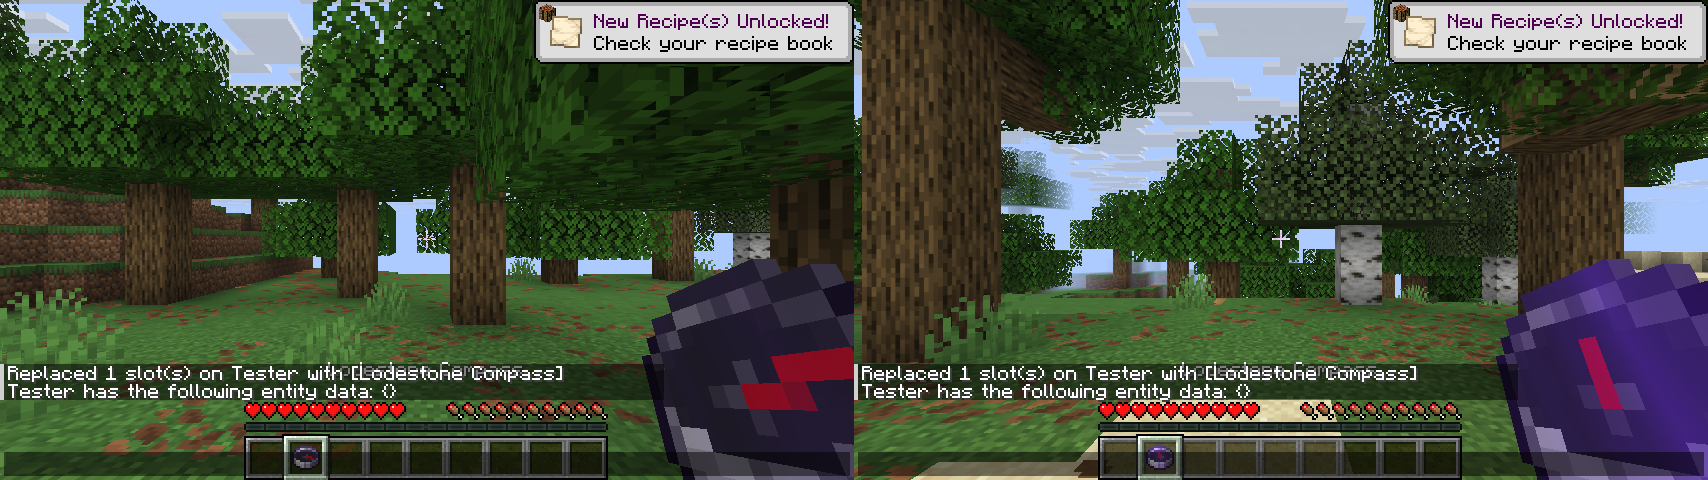 New Recipe(s) Unlocked!
Check your recipe book
Replaced 1 slot(s) on Tester with [Lodestone Compass]
Tester has the following entity data: {}
New Recipe(s) Unlocked!
Check your recipe book
Replaced 1 slot(s) on Tester with [Lodestone Compass]
Tester has the following entity data: {}